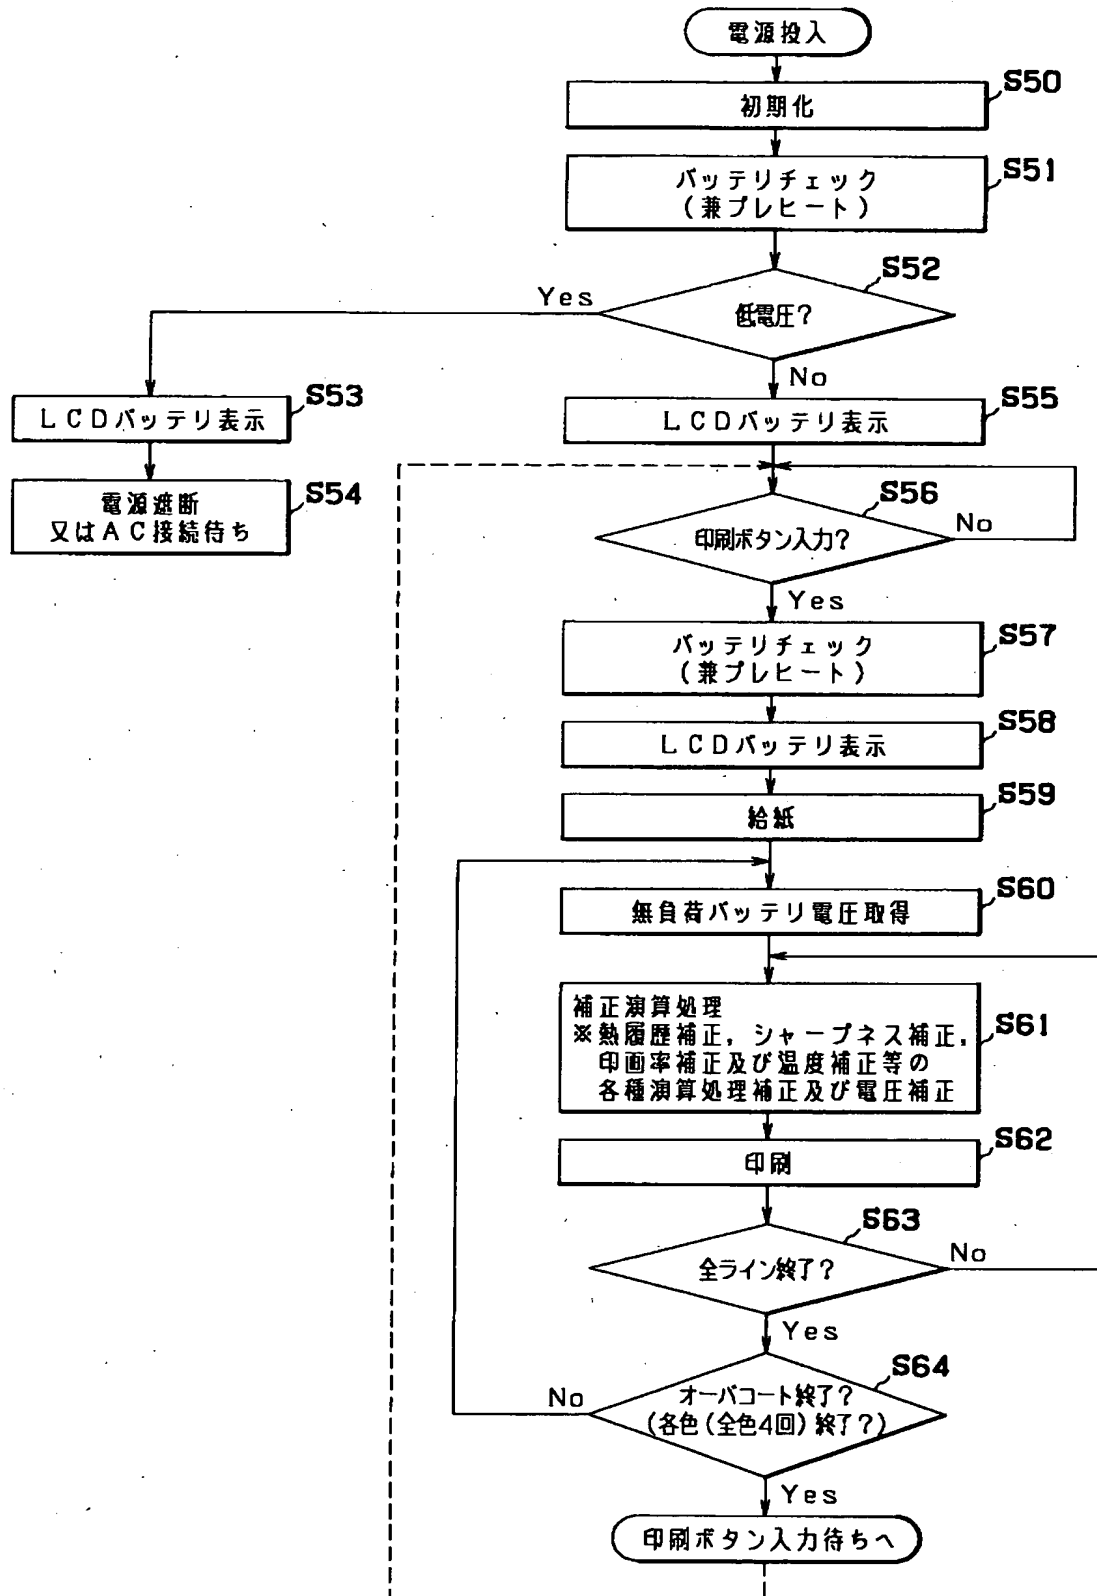 電源投入
S50
初期化
S51
バッテリチェック
(兼プレヒート)
S52
Yes
低電圧?
No
S53
LCDバッテリ表示
S55
LCDバッテリ表示
S54
電源遮断
又はAC接続待ち
S56
No
印刷ボタン入力?
Yes
S57
バッテリチェック
(兼プレヒート)
S58
LCDバッテリ表示
S59
給紙
S60
無負荷バッテリ電圧取得
S61
補正演算処理
※熱履歴補正,シャープネス補正,
印画率補正及び温度補正等の
各種演算処理補正及び電圧補正
S62
印刷
S63
No
全ライン終了?
Yes
S64
No
オーバコート終了?
(各色(全色4回)終了?)
Yes
印刷ボタン入力待ちへ